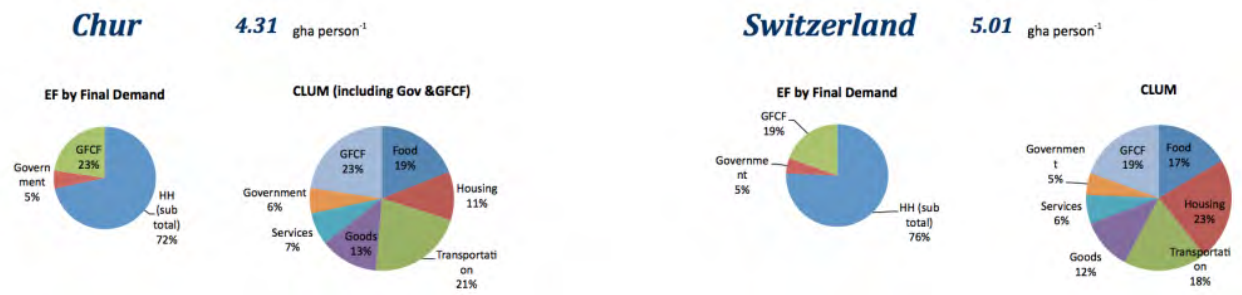 Chur 4.31 gha person⁻¹
EF by Final Demand
GFCF
23%
Govern
ment
5%
HH
(sub
total)
72%
CLUM (including Gov &GFCF)
GFCF
23%
Food
19%
Housing
11%
Government
6%
Services
7%
Goods
13%
Transportati
on
21%
Switzerland 5.01 gha person⁻¹
EF by Final Demand
GFCF
19%
Governme
nt
5%
HH (sub
total)
76%
CLUM
Governmen
t
5%
GFCF
19%
Food
17%
Services
6%
Housing
23%
Goods
12%
Transportati
on
18%